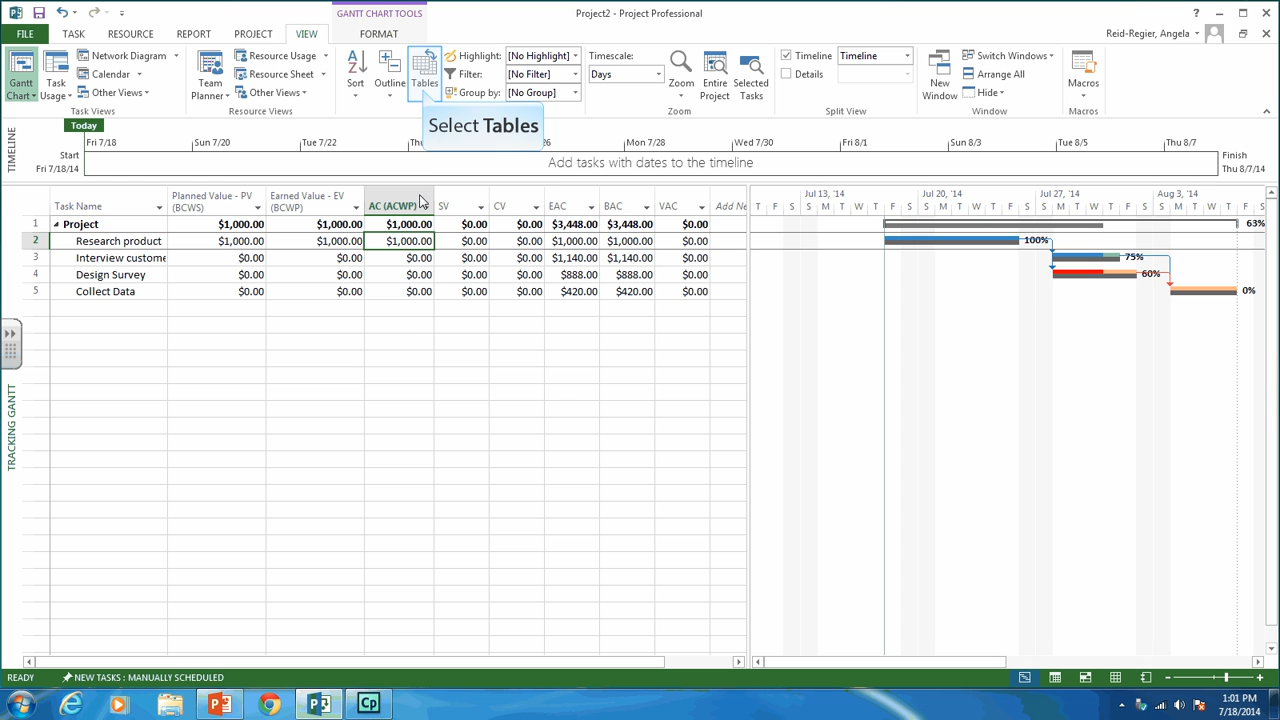 GANTT CHART TOOLS
Project2 - Project Professional
FILE TASK RESOURCE REPORT PROJECT VIEW FORMAT
Reid-Regier, Angela
Gantt Chart
Task Usage
Network Diagram
Calendar
Other Views
Task Views
Team Planner
Resource Usage
Resource Sheet
Other Views
Resource Views
Sort
Outline
Tables
Highlight: [No Highlight]
Filter: [No Filter]
Group by: [No Group]
Timescale:
Days
Zoom
Entire Project
Selected Tasks
Zoom
Timeline Timeline
Details
Split View
New Window
Switch Windows
Arrange All
Hide
Window
Macros
Macros
Select Tables
TIMELINE
Today
Start
Fri 7/18/14
Fri 7/18 Sun 7/20 Tue 7/22 Thu Mon 7/28 Wed 7/30 Fri 8/1 Sun 8/3 Tue 8/5 Thu 8/7
Add tasks with dates to the timeline
Finish
Thu 8/7/14
TRACKING GANTT
Task Name Planned Value - PV (BCWS) Earned Value - EV (BCWP) AC (ACWP) SV CV EAC BAC VAC Add Ne
1 Project $1,000.00 $1,000.00 $1,000.00 $0.00 $0.00 $3,448.00 $3,448.00 $0.00
2 Research product $1,000.00 $1,000.00 $1,000.00 $0.00 $0.00 $1,000.00 $1,000.00 $0.00
3 Interview custome $0.00 $0.00 $0.00 $0.00 $0.00 $1,140.00 $1,140.00 $0.00
4 Design Survey $0.00 $0.00 $0.00 $0.00 $0.00 $888.00 $888.00 $0.00
5 Collect Data $0.00 $0.00 $0.00 $0.00 $0.00 $420.00 $420.00 $0.00
Jul 13, '14 Jul 20, '14 Jul 27, '14 Aug 3, '14
T F S S M T W T F S S M T W T F S S M T W T F S S M T W T F S
63%
100%
75%
60%
0%
READY NEW TASKS : MANUALLY SCHEDULED
Cp
1:01 PM
7/18/2014